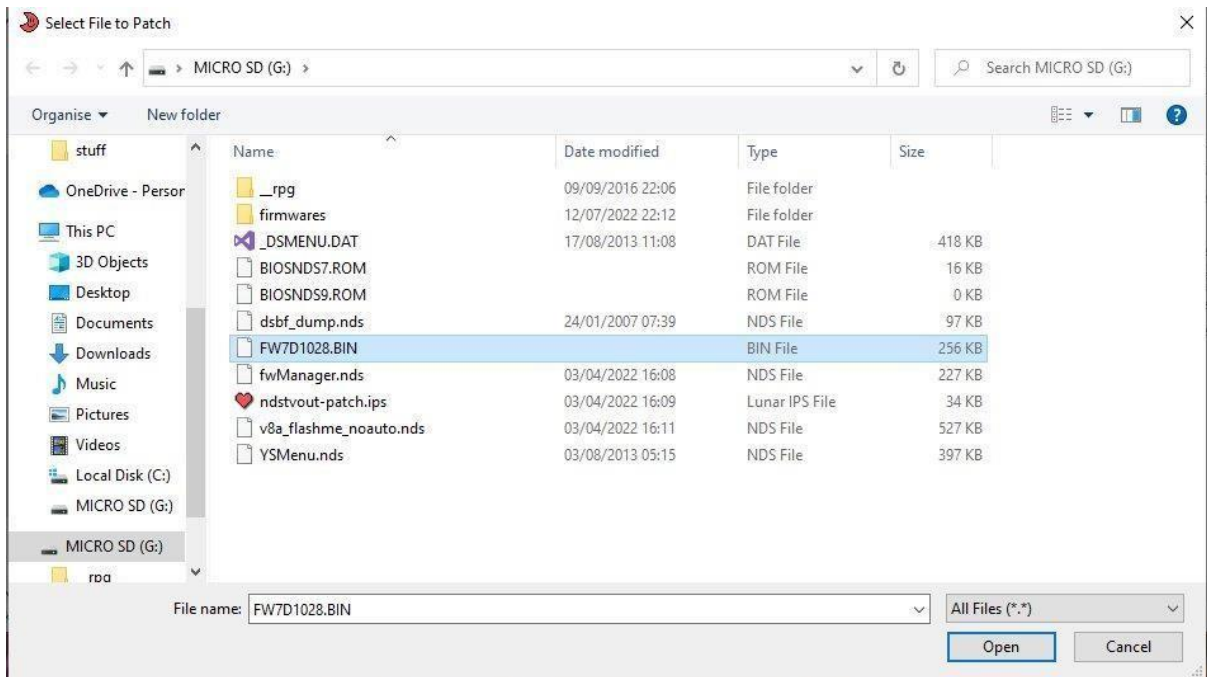 Select File to Patch
MICRO SD (G:)
Search MICRO SD (G:)
Organise
New folder
stuff
OneDrive - Person
This PC
3D Objects
Desktop
Documents
Downloads
Music
Pictures
Videos
Local Disk (C:)
MICRO SD (G:)
MICRO SD (G:)
__rpg
Name Date modified Type Size
__rpg 09/09/2016 22:06 File folder
firmwares 12/07/2022 22:12 File folder
_DSMENU.DAT 17/08/2013 11:08 DAT File 418 KB
BIOSNDS7.ROM ROM File 16 KB
BIOSNDS9.ROM ROM File 0 KB
dsbf_dump.nds 24/01/2007 07:39 NDS File 97 KB
FW7D1028.BIN BIN File 256 KB
fwManager.nds 03/04/2022 16:08 NDS File 227 KB
ndstvout-patch.ips 03/04/2022 16:09 Lunar IPS File 34 KB
v8a_flashme_noauto.nds 03/04/2022 16:11 NDS File 527 KB
YSMenu.nds 03/08/2013 05:15 NDS File 397 KB
File name: FW7D1028.BIN
All Files (*.*)
Open
Cancel